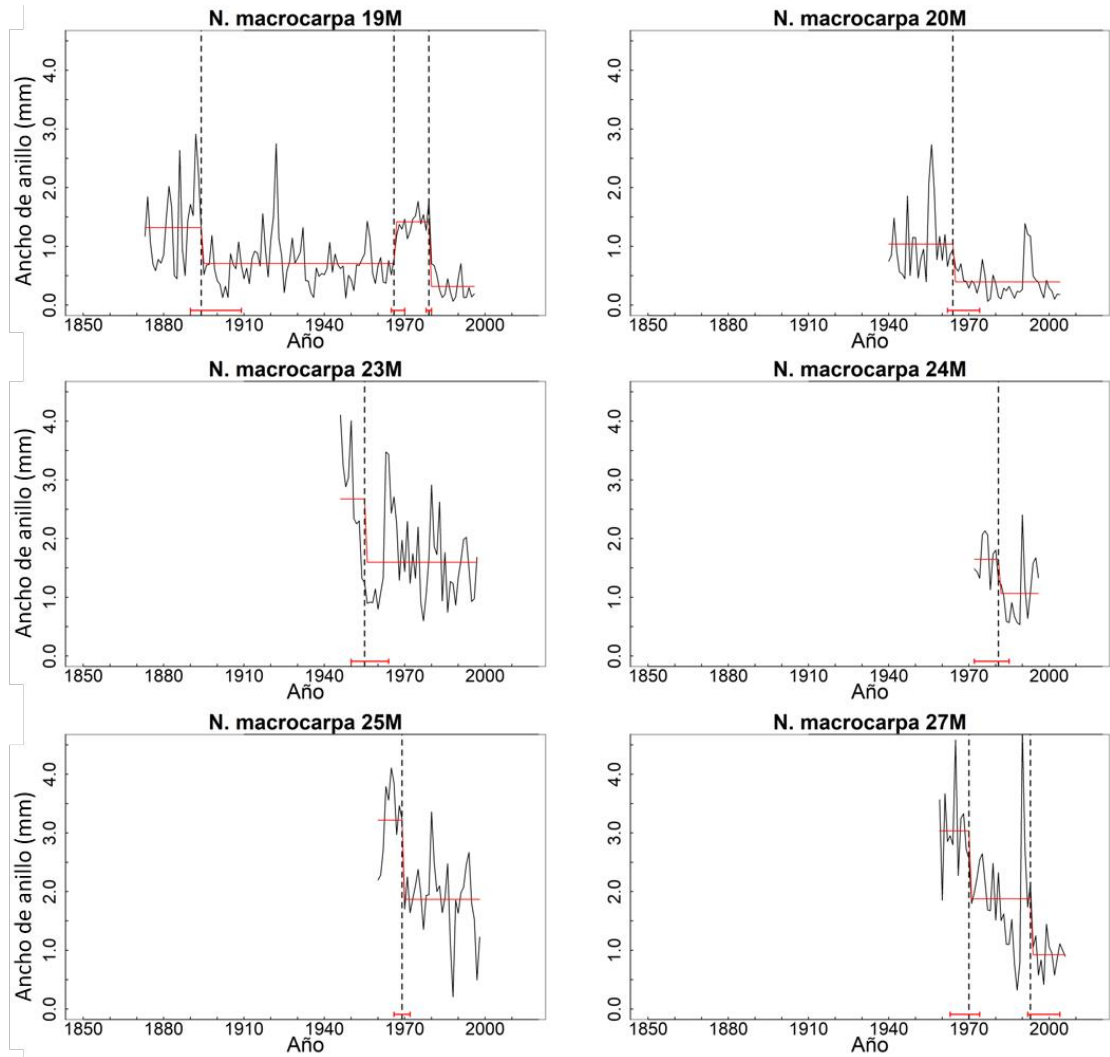 N. macrocarpa 19M
Ancho de anillo (mm)
0.0 1.0 2.0 3.0 4.0
1850 1880 1910 1940 1970 2000
Año
N. macrocarpa 20M
0.0 1.0 2.0 3.0 4.0
1850 1880 1910 1940 1970 2000
Año
N. macrocarpa 23M
Ancho de anillo (mm)
0.0 1.0 2.0 3.0 4.0
1850 1880 1910 1940 1970 2000
Año
N. macrocarpa 24M
0.0 1.0 2.0 3.0 4.0
1850 1880 1910 1940 1970 2000
Año
N. macrocarpa 25M
Ancho de anillo (mm)
0.0 1.0 2.0 3.0 4.0
1850 1880 1910 1940 1970 2000
Año
N. macrocarpa 27M
0.0 1.0 2.0 3.0 4.0
1850 1880 1910 1940 1970 2000
Año